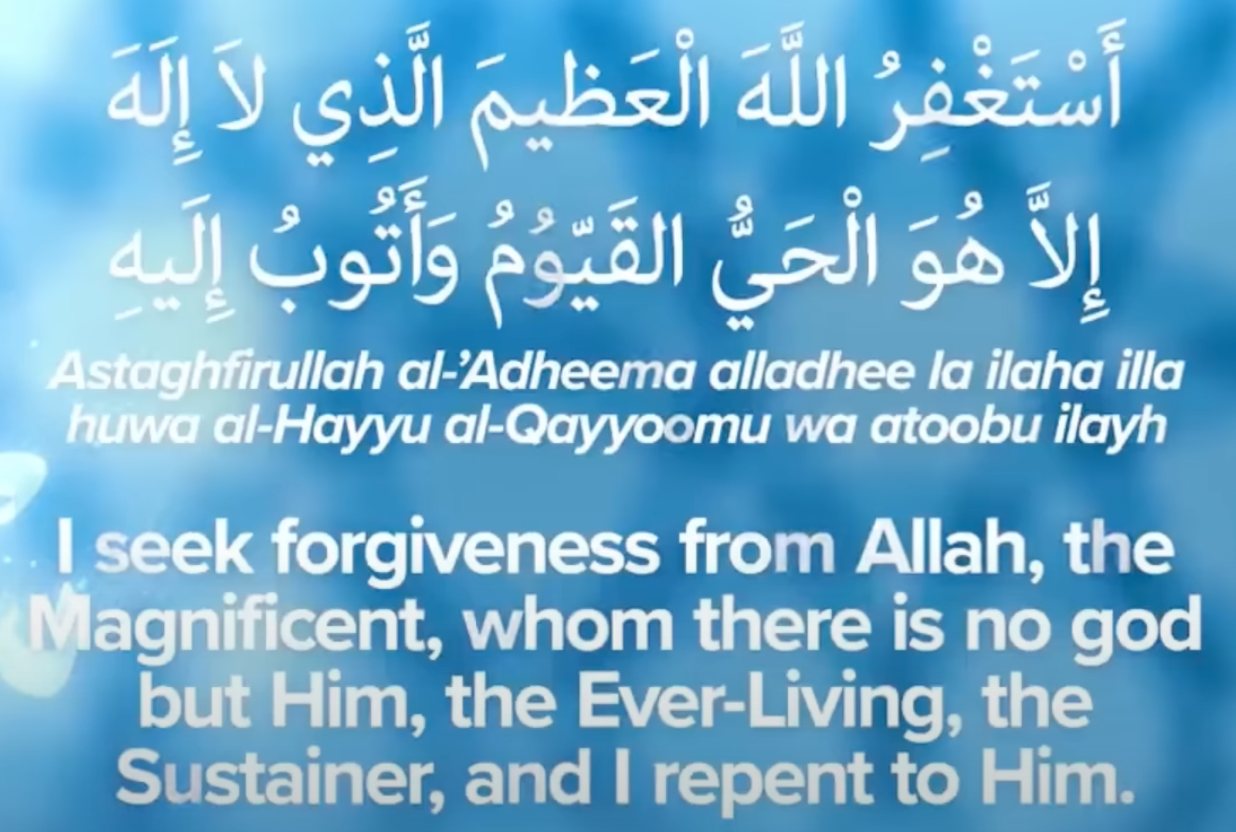 أَسْتَغْفِرُ اللَّهَ الْعَظِيمَ الَّذِي لاَ إِلَهَ
إِلاَّ هُوَ الْحَيُّ القَيّوُمُ وَأَتُوبُ إِلَيهِ
Astaghfirullah al-’Adheema alladhee la ilaha illa
huwa al-Hayyu al-Qayyoomu wa atoobu ilayh
I seek forgiveness from Allah, the
Magnificent, whom there is no god
but Him, the Ever-Living, the
Sustainer, and I repent to Him.